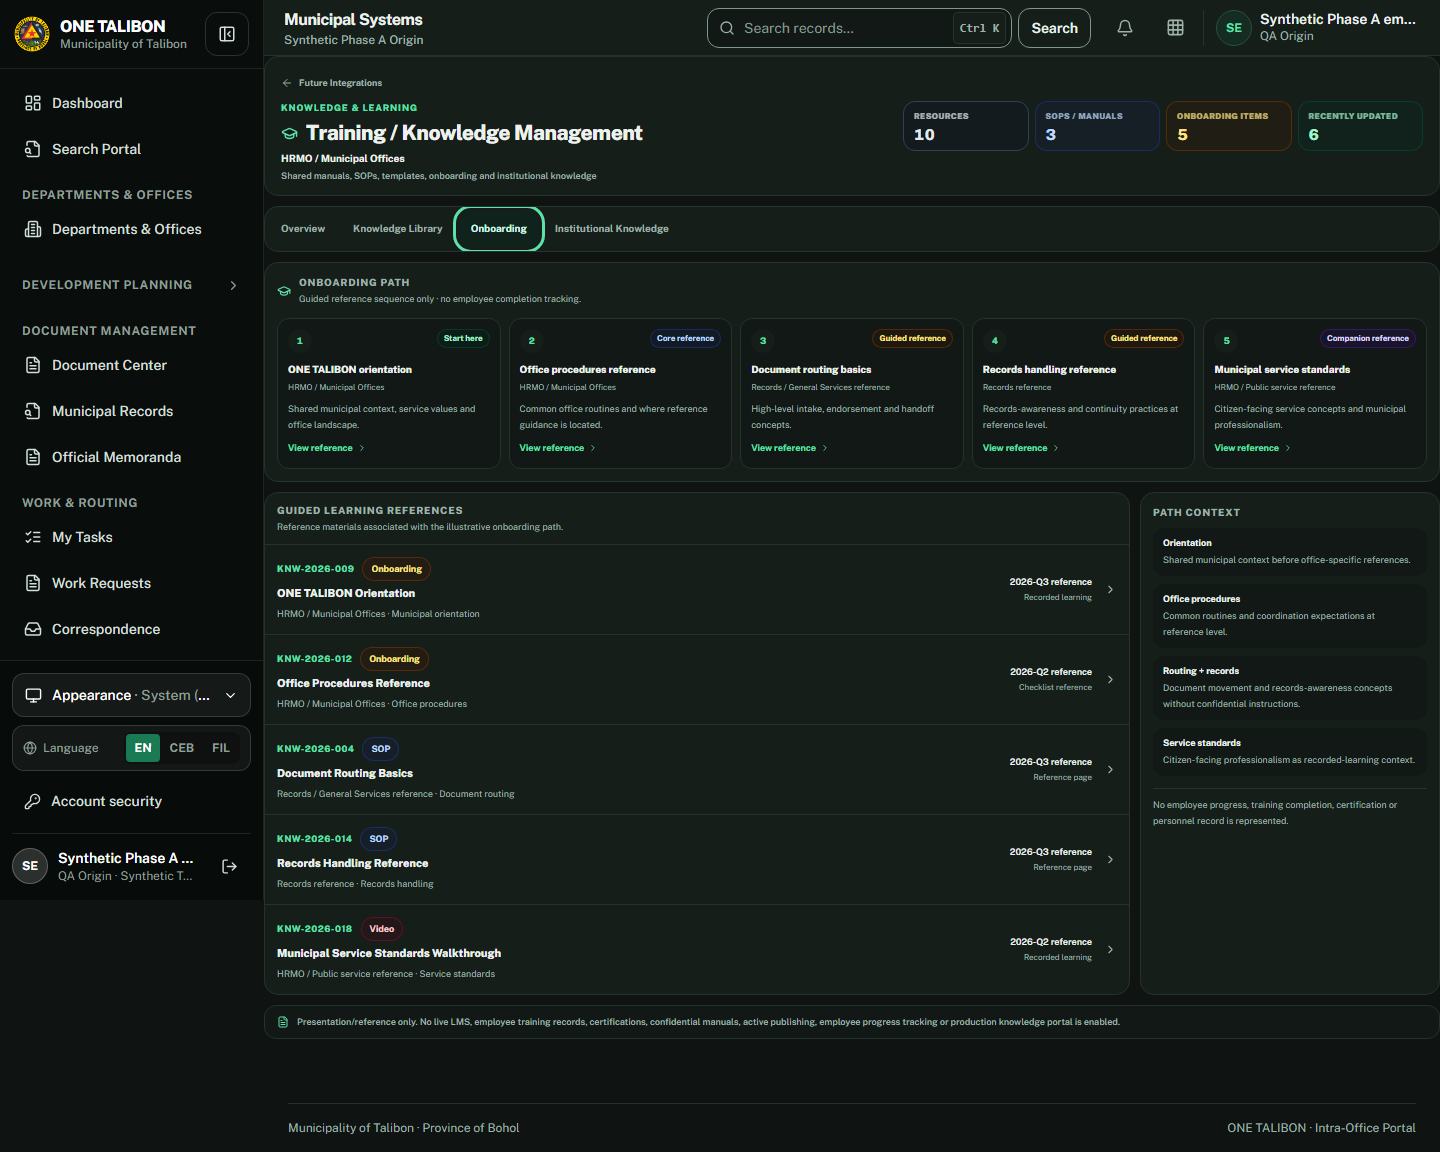 ONE TALIBON
Municipality of Talibon
Dashboard
Search Portal
DEPARTMENTS & OFFICES
Departments & Offices
DEVELOPMENT PLANNING
DOCUMENT MANAGEMENT
Document Center
Municipal Records
Official Memoranda
WORK & ROUTING
My Tasks
Work Requests
Correspondence
Appearance · System (...
Language
EN CEB FIL
Account security
SE
Synthetic Phase A ...
QA Origin · Synthetic T...
Municipal Systems
Synthetic Phase A Origin
Search records...
Ctrl K
Search
SE
Synthetic Phase A em...
QA Origin
Future Integrations
KNOWLEDGE & LEARNING
Training / Knowledge Management
HRMO / Municipal Offices
Shared manuals, SOPs, templates, onboarding and institutional knowledge
RESOURCES
10
SOPS / MANUALS
3
ONBOARDING ITEMS
5
RECENTLY UPDATED
6
Overview
Knowledge Library
Onboarding
Institutional Knowledge
ONBOARDING PATH
Guided reference sequence only · no employee completion tracking.
1
Start here
ONE TALIBON orientation
HRMO / Municipal Offices
Shared municipal context, service values and
office landscape.
View reference
2
Core reference
Office procedures reference
HRMO / Municipal Offices
Common office routines and where reference
guidance is located.
View reference
3
Guided reference
Document routing basics
Records / General Services reference
High-level intake, endorsement and handoff
concepts.
View reference
4
Guided reference
Records handling reference
Records reference
Records-awareness and continuity practices at
reference level.
View reference
5
Companion reference
Municipal service standards
HRMO / Public service reference
Citizen-facing service concepts and municipal
professionalism.
View reference
GUIDED LEARNING REFERENCES
Reference materials associated with the illustrative onboarding path.
KNW-2026-009 Onboarding
ONE TALIBON Orientation
HRMO / Municipal Offices · Municipal orientation
2026-Q3 reference
Recorded learning
KNW-2026-012 Onboarding
Office Procedures Reference
HRMO / Municipal Offices · Office procedures
2026-Q2 reference
Checklist reference
KNW-2026-004 SOP
Document Routing Basics
Records / General Services reference · Document routing
2026-Q3 reference
Reference page
KNW-2026-014 SOP
Records Handling Reference
Records reference · Records handling
2026-Q3 reference
Reference page
KNW-2026-018 Video
Municipal Service Standards Walkthrough
HRMO / Public service reference · Service standards
2026-Q2 reference
Recorded learning
PATH CONTEXT
Orientation
Shared municipal context before office-specific references.
Office procedures
Common routines and coordination expectations at
reference level.
Routing + records
Document movement and records-awareness concepts
without confidential instructions.
Service standards
Citizen-facing professionalism as recorded-learning context.
No employee progress, training completion, certification or
personnel record is represented.
Presentation/reference only. No live LMS, employee training records, certifications, confidential manuals, active publishing, employee progress tracking or production knowledge portal is enabled.
Municipality of Talibon · Province of Bohol
ONE TALIBON · Intra-Office Portal